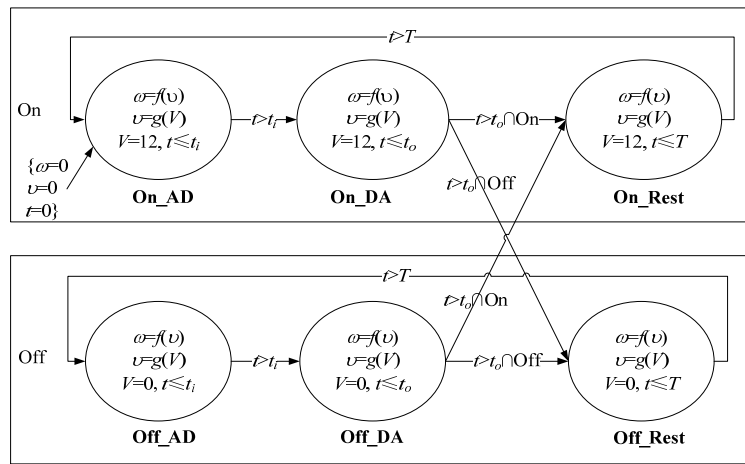 t>T
On
ω=f(υ)
υ=g(V)
V=12, t≤tᵢ
t>tᵢ
ω=f(υ)
υ=g(V)
V=12, t≤tₒ
t>tₒ∩On
ω=f(υ)
υ=g(V)
V=12, t≤T
{ω=0
υ=0
t=0}
On_AD
On_DA
t>tₒ∩Off
On_Rest
t>T
Off
ω=f(υ)
υ=g(V)
V=0, t≤tᵢ
t>tᵢ
ω=f(υ)
υ=g(V)
V=0, t≤tₒ
t>tₒ∩On
t>tₒ∩Off
ω=f(υ)
υ=g(V)
V=0, t≤T
Off_AD
Off_DA
Off_Rest